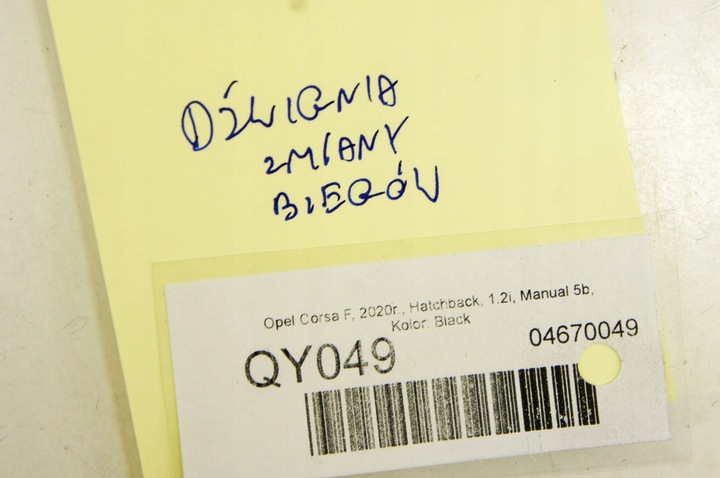 DŹWIGNIA
ZMIANY
BIEGÓW
Opel Corsa F, 2020r., Hatchback, 1.2i, Manual 5b,
Kolor: Black
QY049
04670049